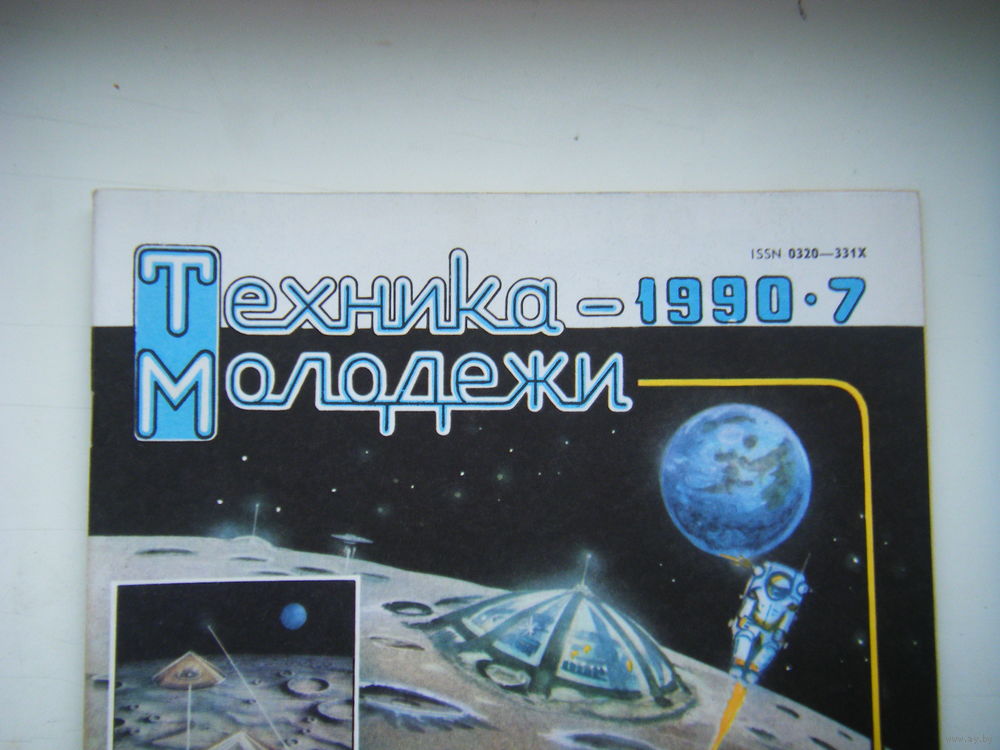 ISSN 0320—331X
Техника – 1990 · 7
Молодежи